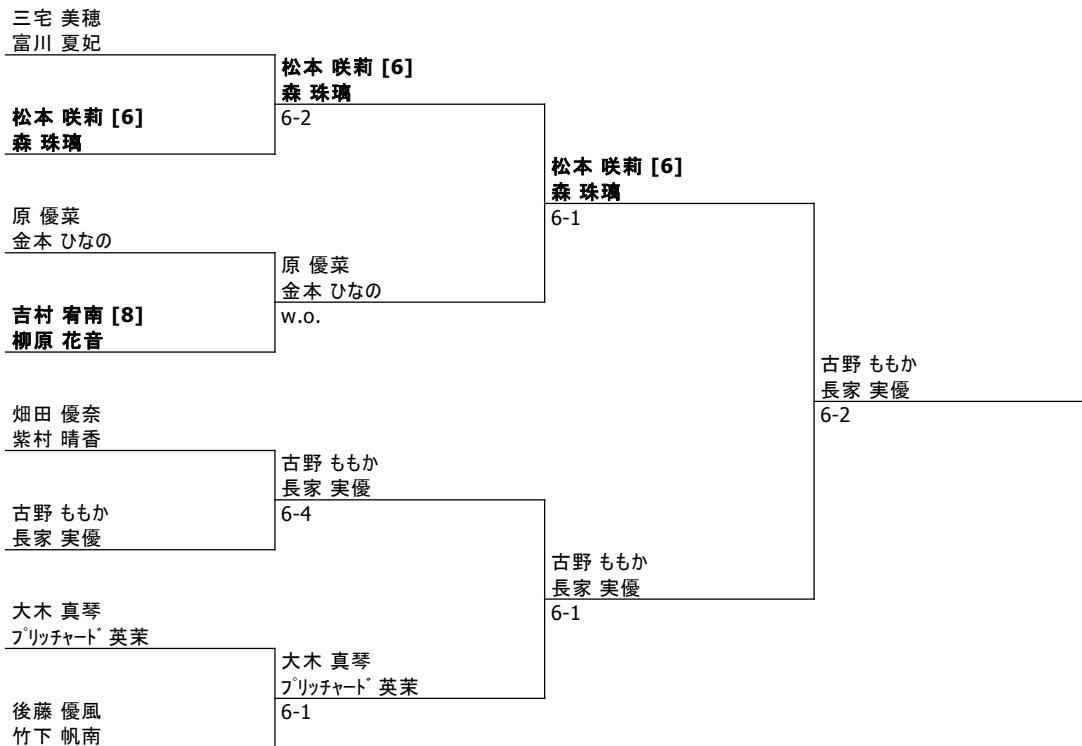 三宅 美穂
富川 夏妃
松本 咲莉 [6]
森 珠璃
松本 咲莉 [6]
森 珠璃
6-2
松本 咲莉 [6]
森 珠璃
6-1
原 優菜
金本 ひなの
原 優菜
金本 ひなの
w.o.
吉村 宥南 [8]
柳原 花音
古野 ももか
長家 実優
6-2
畑田 優奈
紫村 晴香
古野 ももか
長家 実優
6-4
古野 ももか
長家 実優
古野 ももか
長家 実優
6-1
大木 真琴
ﾌﾟﾘｯﾁｬｰﾄﾞ 英茉
大木 真琴
ﾌﾟﾘｯﾁｬｰﾄﾞ 英茉
6-1
後藤 優風
竹下 帆南